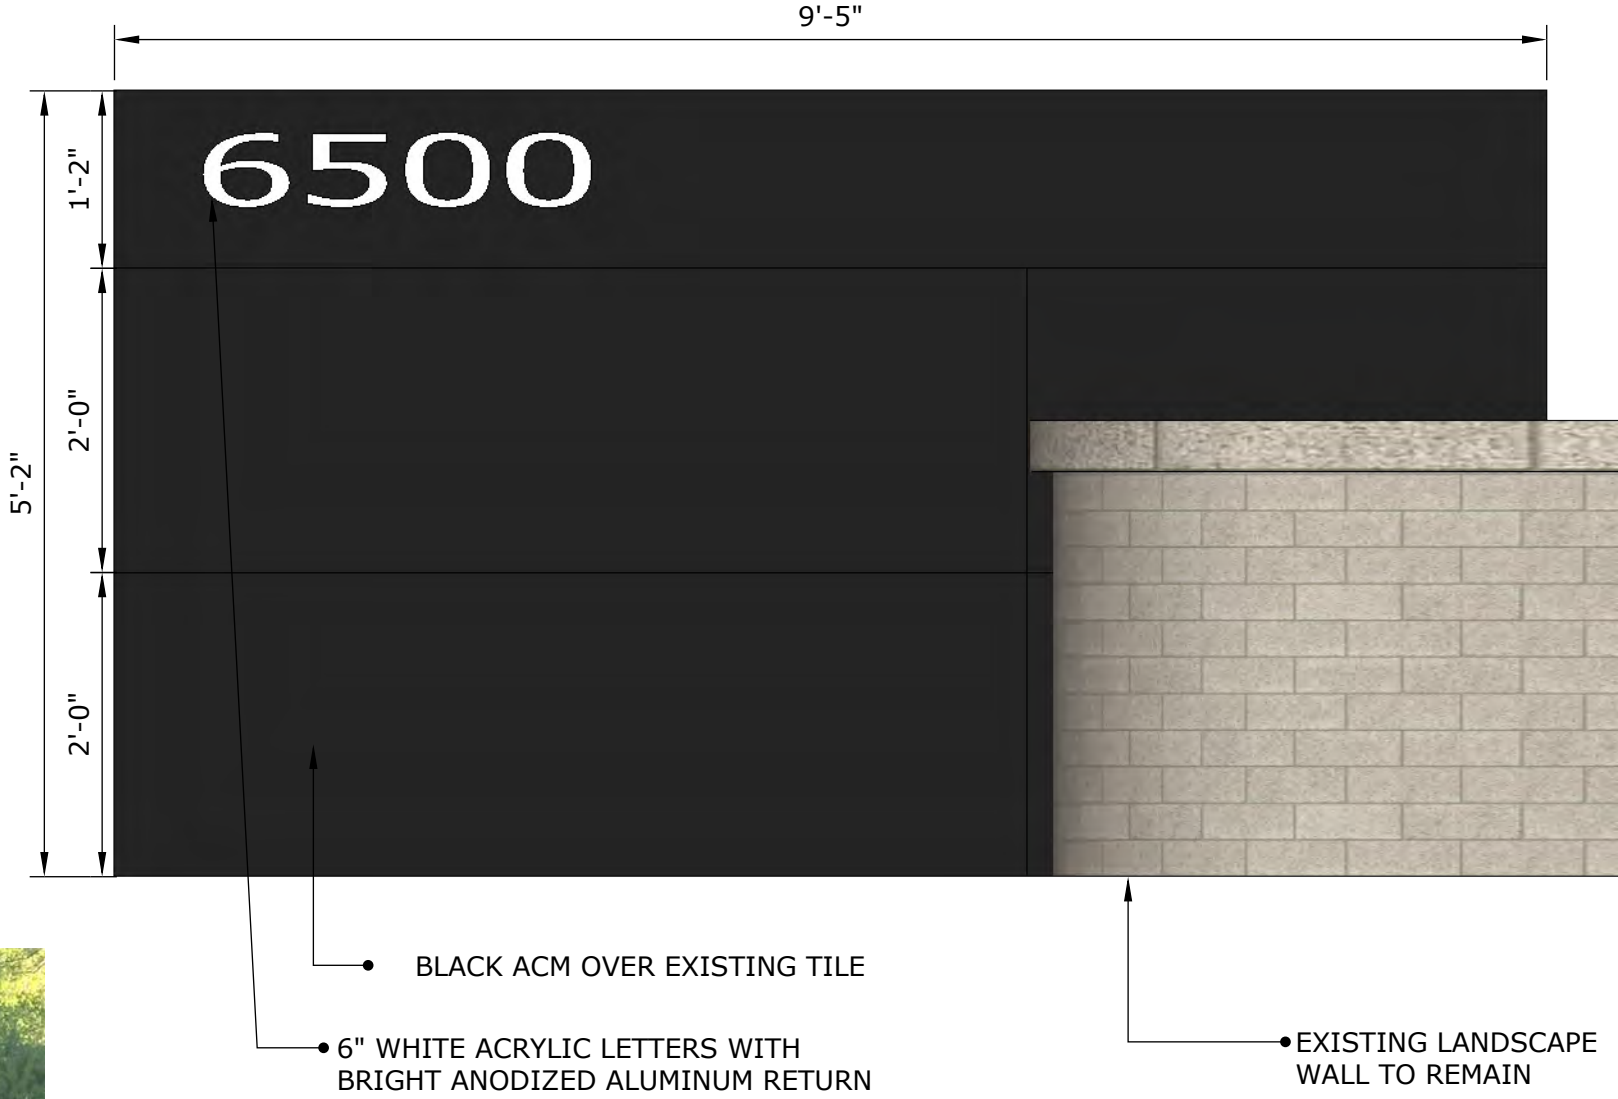 9'-5"
6500
1'-2"
2'-0"
5'-2"
2'-0"
BLACK ACM OVER EXISTING TILE
6" WHITE ACRYLIC LETTERS WITH
BRIGHT ANODIZED ALUMINUM RETURN
EXISTING LANDSCAPE
WALL TO REMAIN